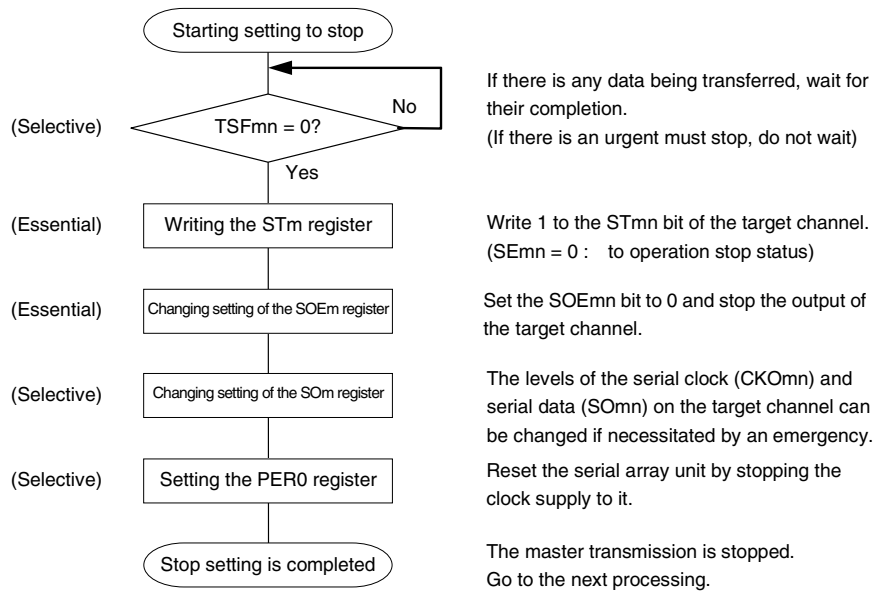 Starting setting to stop
If there is any data being transferred, wait for
their completion.
(If there is an urgent must stop, do not wait)
(Selective)
TSFmn = 0?
No
Yes
(Essential)
Writing the STm register
Write 1 to the STmn bit of the target channel.
(SEmn = 0 : to operation stop status)
(Essential)
Changing setting of the SOEm register
Set the SOEmn bit to 0 and stop the output of
the target channel.
(Selective)
Changing setting of the SOm register
The levels of the serial clock (CKOmn) and
serial data (SOmn) on the target channel can
be changed if necessitated by an emergency.
(Selective)
Setting the PER0 register
Reset the serial array unit by stopping the
clock supply to it.
Stop setting is completed
The master transmission is stopped.
Go to the next processing.